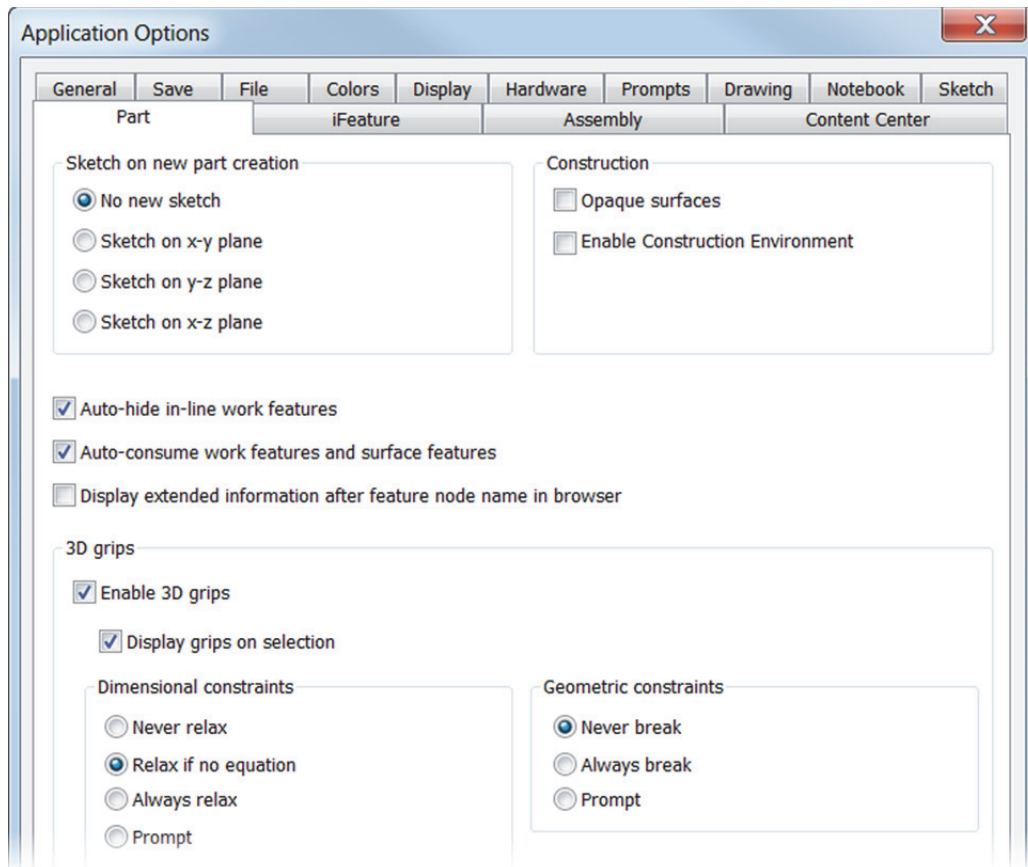 Application Options
General Save File Colors Display Hardware Prompts Drawing Notebook Sketch
Part iFeature Assembly Content Center
Sketch on new part creation
No new sketch
Sketch on x-y plane
Sketch on y-z plane
Sketch on x-z plane
Construction
Opaque surfaces
Enable Construction Environment
Auto-hide in-line work features
Auto-consume work features and surface features
Display extended information after feature node name in browser
3D grips
Enable 3D grips
Display grips on selection
Dimensional constraints
Never relax
Relax if no equation
Always relax
Prompt
Geometric constraints
Never break
Always break
Prompt